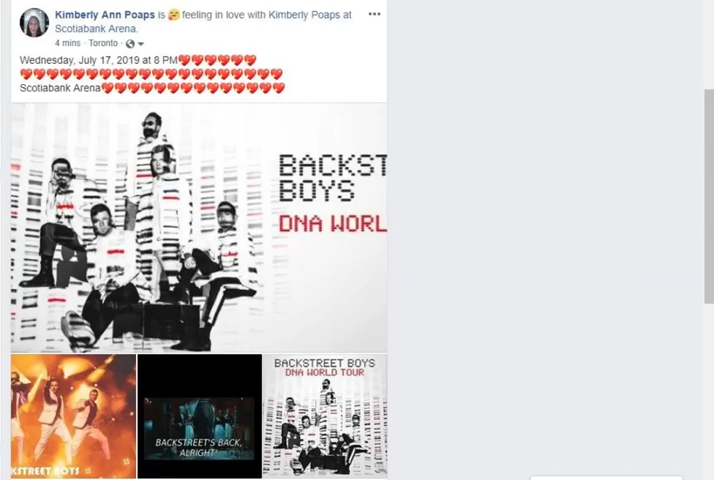 Kimberly Ann Poaps is 🥰 feeling in love with Kimberly Poaps at
Scotiabank Arena.
4 mins · Toronto ·
Wednesday, July 17, 2019 at 8 PM💖💖💖💖💖💖
💖💖💖💖💖💖💖💖💖💖💖💖💖💖💖💖💖💖💖💖
Scotiabank Arena💖💖💖💖💖💖💖💖💖💖💖💖💖💖
BACKST
BOYS
DNA WORL
KSTREET BOYS
BACKSTREET'S BACK,
ALRIGHT!
BACKSTREET BOYS
DNA WORLD TOUR